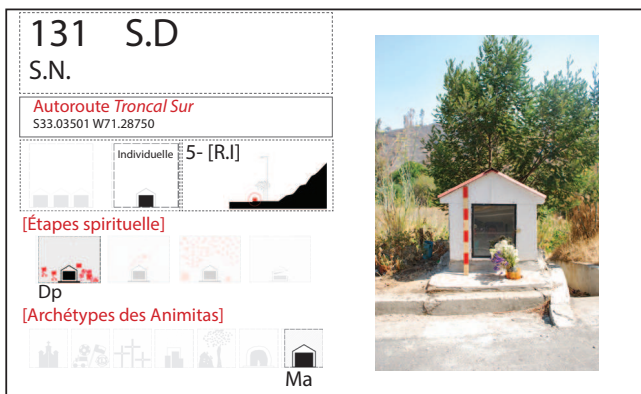 131 S.D
S.N.
Autoroute Troncal Sur
S33.03501 W71.28750
Individuelle
5- [R.I]
[Étapes spirituelle]
Dp
[Archétypes des Animitas]
Ma